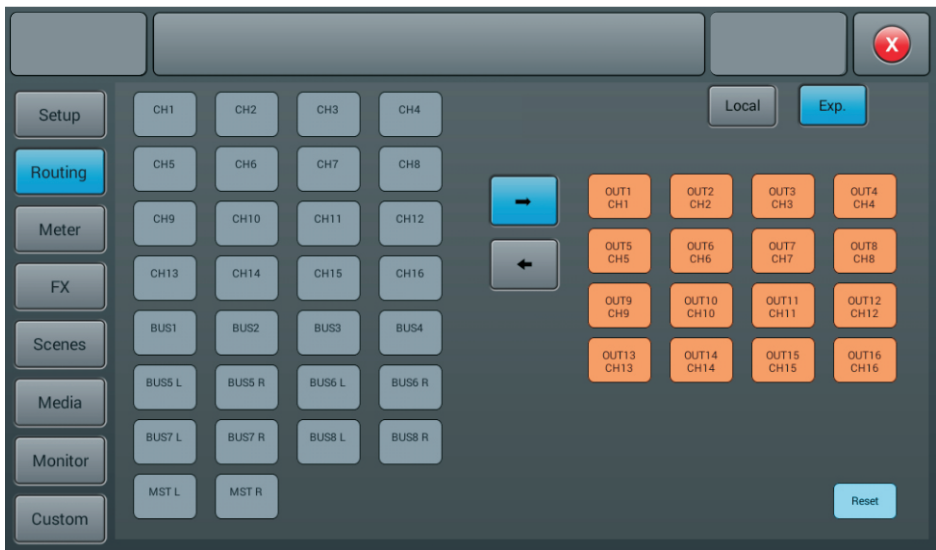 X
Local Exp.
Setup CH1 CH2 CH3 CH4
Routing CH5 CH6 CH7 CH8
➡ OUT1 OUT2 OUT3 OUT4
CH1 CH2 CH3 CH4
Meter CH9 CH10 CH11 CH12
⬅ OUT5 OUT6 OUT7 OUT8
CH5 CH6 CH7 CH8
FX CH13 CH14 CH15 CH16
OUT9 OUT10 OUT11 OUT12
CH9 CH10 CH11 CH12
Scenes BUS1 BUS2 BUS3 BUS4
OUT13 OUT14 OUT15 OUT16
CH13 CH14 CH15 CH16
Media BUS5 L BUS5 R BUS6 L BUS6 R
Monitor BUS7 L BUS7 R BUS8 L BUS8 R
Custom MST L MST R Reset